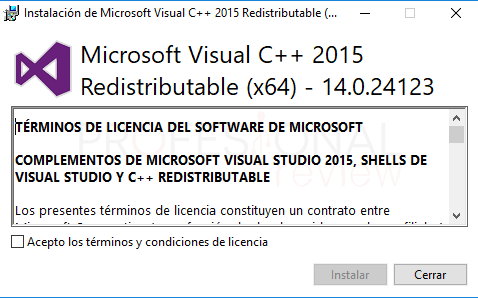 Instalación de Microsoft Visual C++ 2015 Redistributable (...
Microsoft Visual C++ 2015
Redistributable (x64) - 14.0.24123
TÉRMINOS DE LICENCIA DEL SOFTWARE DE MICROSOFT
COMPLEMENTOS DE MICROSOFT VISUAL STUDIO 2015, SHELLS DE
VISUAL STUDIO Y C++ REDISTRIBUTABLE
Los presentes términos de licencia constituyen un contrato entre
Acepto los términos y condiciones de licencia
Instalar
Cerrar
PROFESIONAL
review